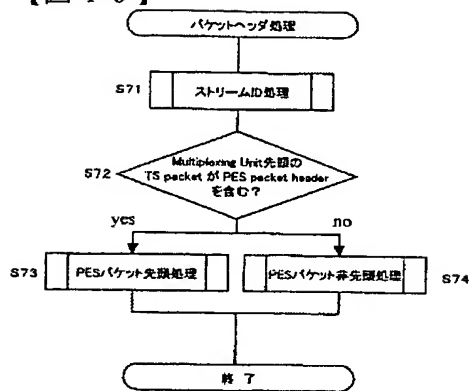 パケットヘッダ処理
S71
ストリームID処理
S72
Multiplexing Unit先頭の
TS packet が PES packet header
を含む?
yes
no
S73
PESパケット先頭処理
PESパケット非先頭処理
S74
終 了